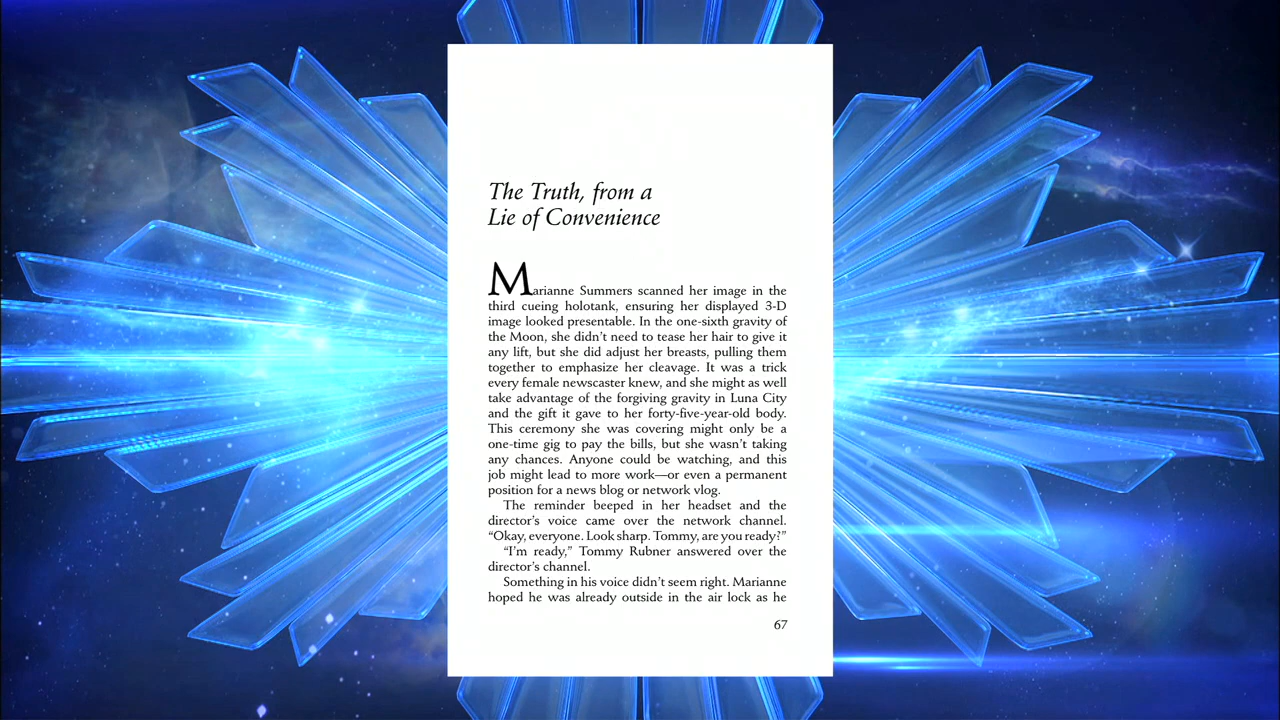 The Truth, from a
Lie of Convenience
Marianne Summers scanned her image in the
third cueing holotank, ensuring her displayed 3-D
image looked presentable. In the one-sixth gravity of
the Moon, she didn’t need to tease her hair to give it
any lift, but she did adjust her breasts, pulling them
together to emphasize her cleavage. It was a trick
every female newscaster knew, and she might as well
take advantage of the forgiving gravity in Luna City
and the gift it gave to her forty-five-year-old body.
This ceremony she was covering might only be a
one-time gig to pay the bills, but she wasn’t taking
any chances. Anyone could be watching, and this
job might lead to more work—or even a permanent
position for a news blog or network vlog.
The reminder beeped in her headset and the
director’s voice came over the network channel.
“Okay, everyone. Look sharp. Tommy, are you ready?”
“I’m ready,” Tommy Rubner answered over the
director’s channel.
Something in his voice didn’t seem right. Marianne
hoped he was already outside in the air lock as he
67